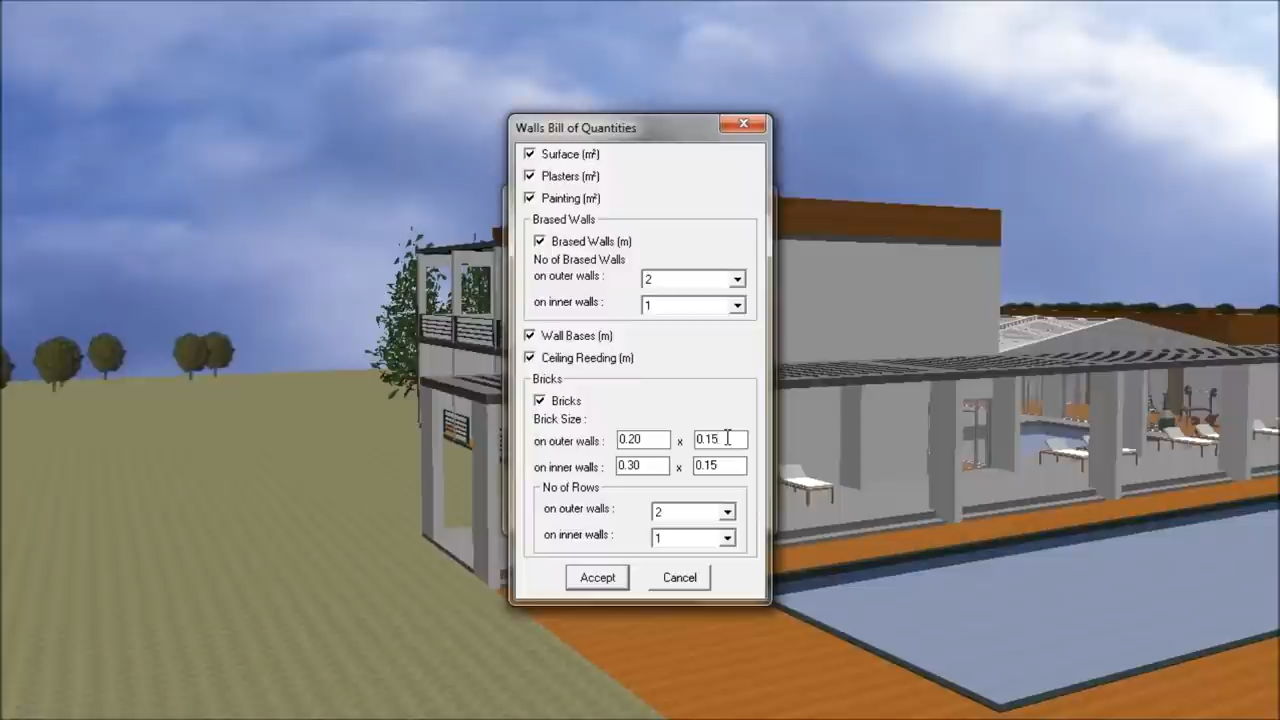 Walls Bill of Quantities
Surface (m²)
Plasters (m²)
Painting (m²)
Brased Walls
Brased Walls (m)
No of Brased Walls
on outer walls : 2
on inner walls : 1
Wall Bases (m)
Ceiling Reeding (m)
Bricks
Bricks
Brick Size :
on outer walls : 0.20 x 0.15
on inner walls : 0.30 x 0.15
No of Rows
on outer walls : 2
on inner walls : 1
Accept Cancel